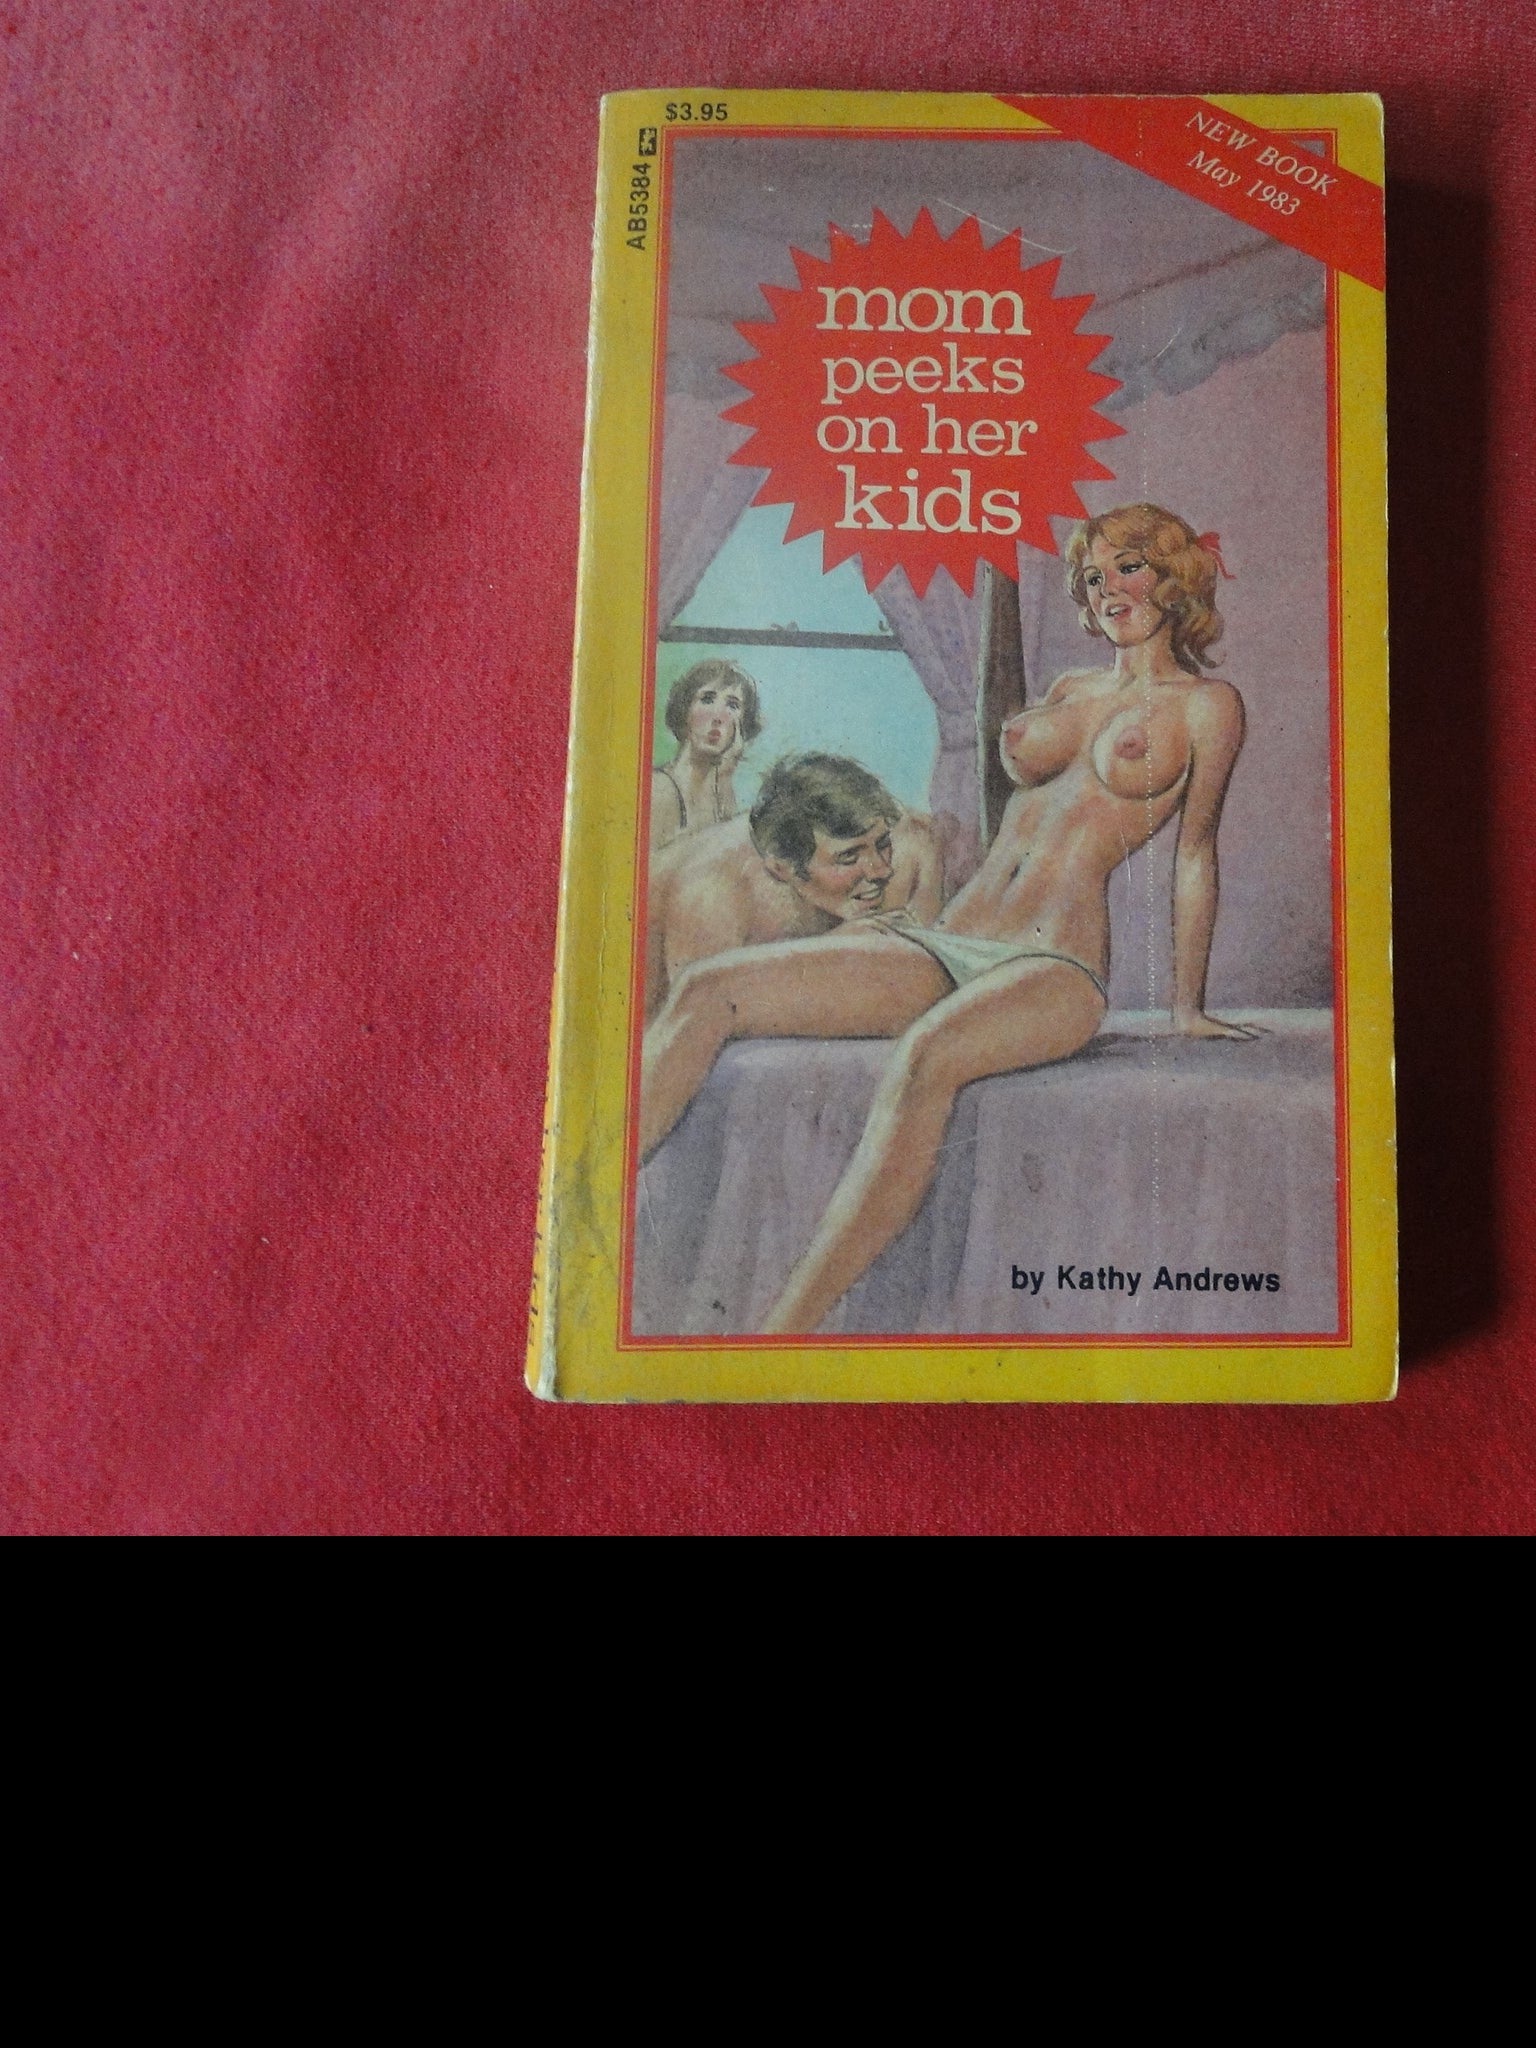 $3.95
AB5384
NEW BOOK
May 1983
mom
peeks
on her
kids
by Kathy Andrews